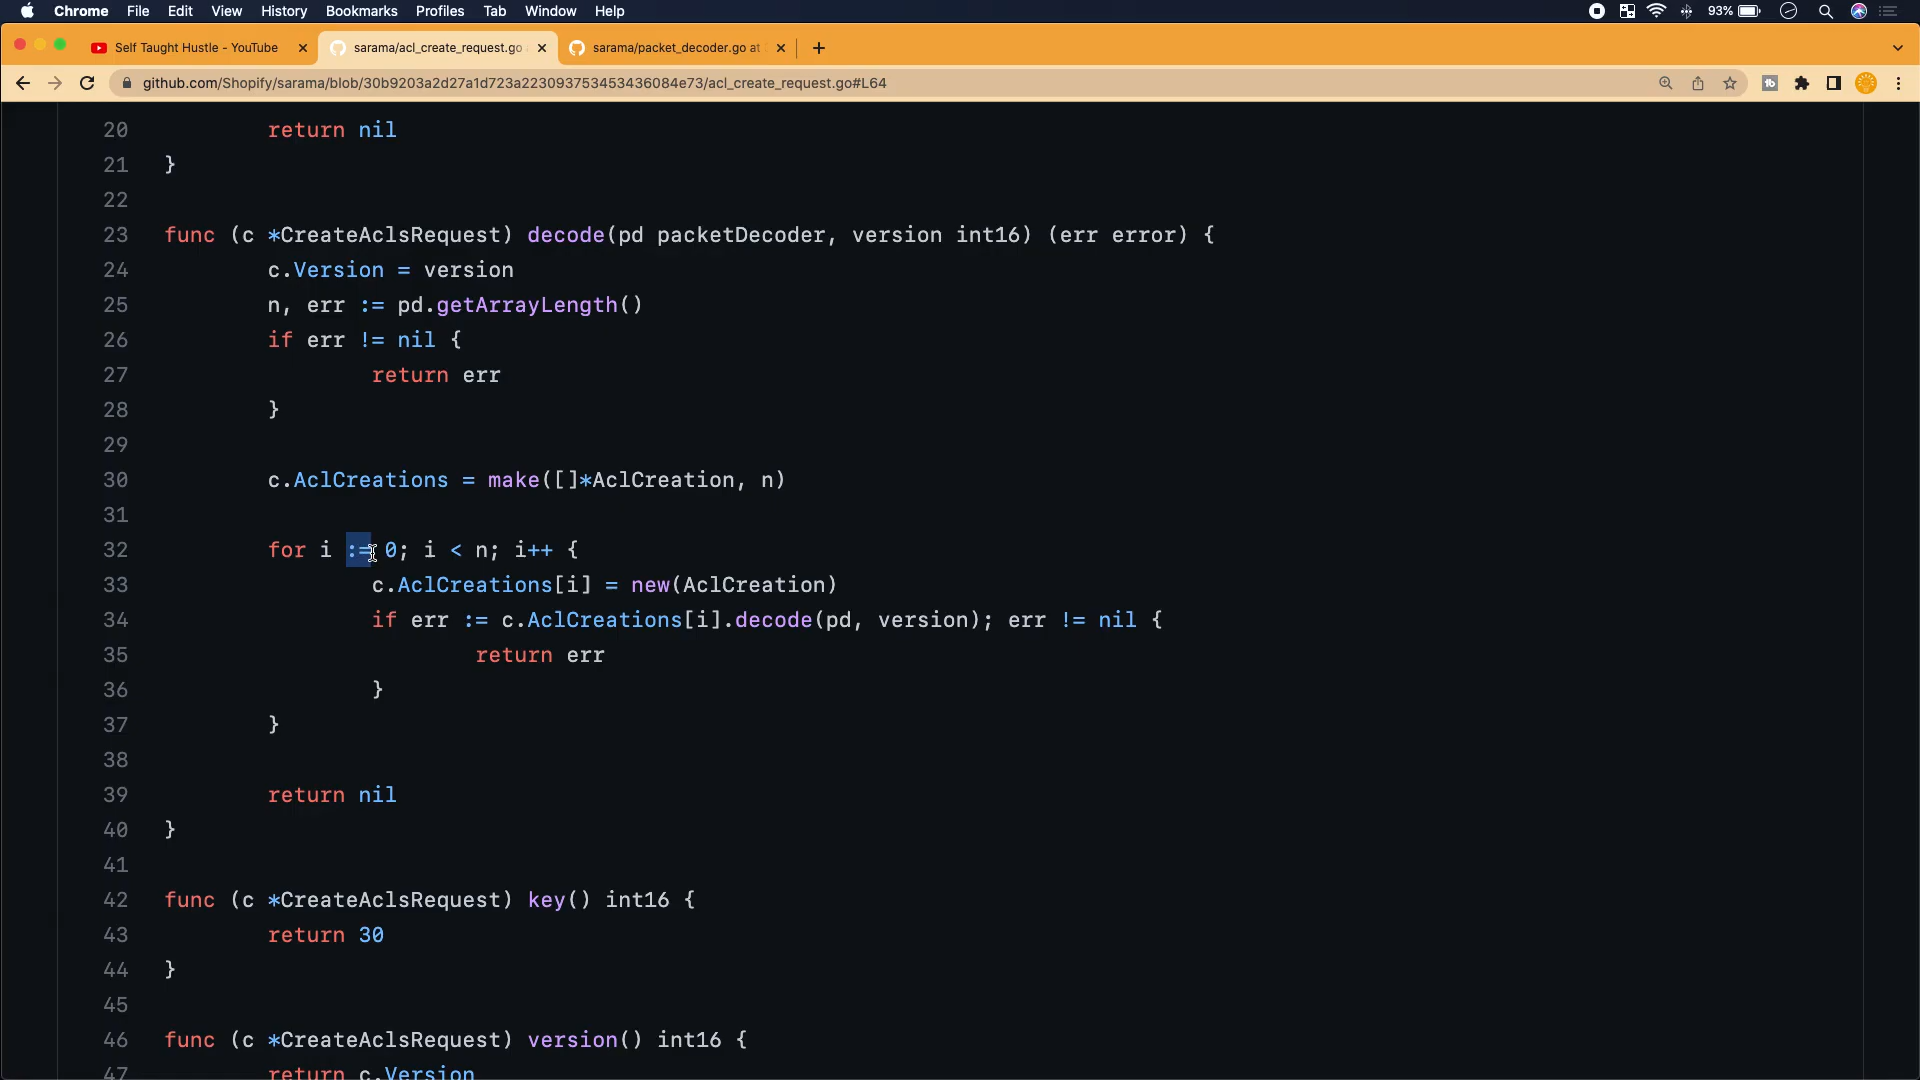 Chrome File Edit View History Bookmarks Profiles Tab Window Help 93%
Self Taught Hustle - YouTube sarama/acl_create_request.go sarama/packet_decoder.go at
github.com/Shopify/sarama/blob/30b9203a2d27a1d723a223093753453436084e73/acl_create_request.go#L64
20 return nil
21 }
22
23 func (c *CreateAclsRequest) decode(pd packetDecoder, version int16) (err error) {
24 c.Version = version
25 n, err := pd.getArrayLength()
26 if err != nil {
27 return err
28 }
29
30 c.AclCreations = make([]*AclCreation, n)
31
32 for i := 0; i < n; i++ {
33 c.AclCreations[i] = new(AclCreation)
34 if err := c.AclCreations[i].decode(pd, version); err != nil {
35 return err
36 }
37 }
38
39 return nil
40 }
41
42 func (c *CreateAclsRequest) key() int16 {
43 return 30
44 }
45
46 func (c *CreateAclsRequest) version() int16 {
47 return c.Version